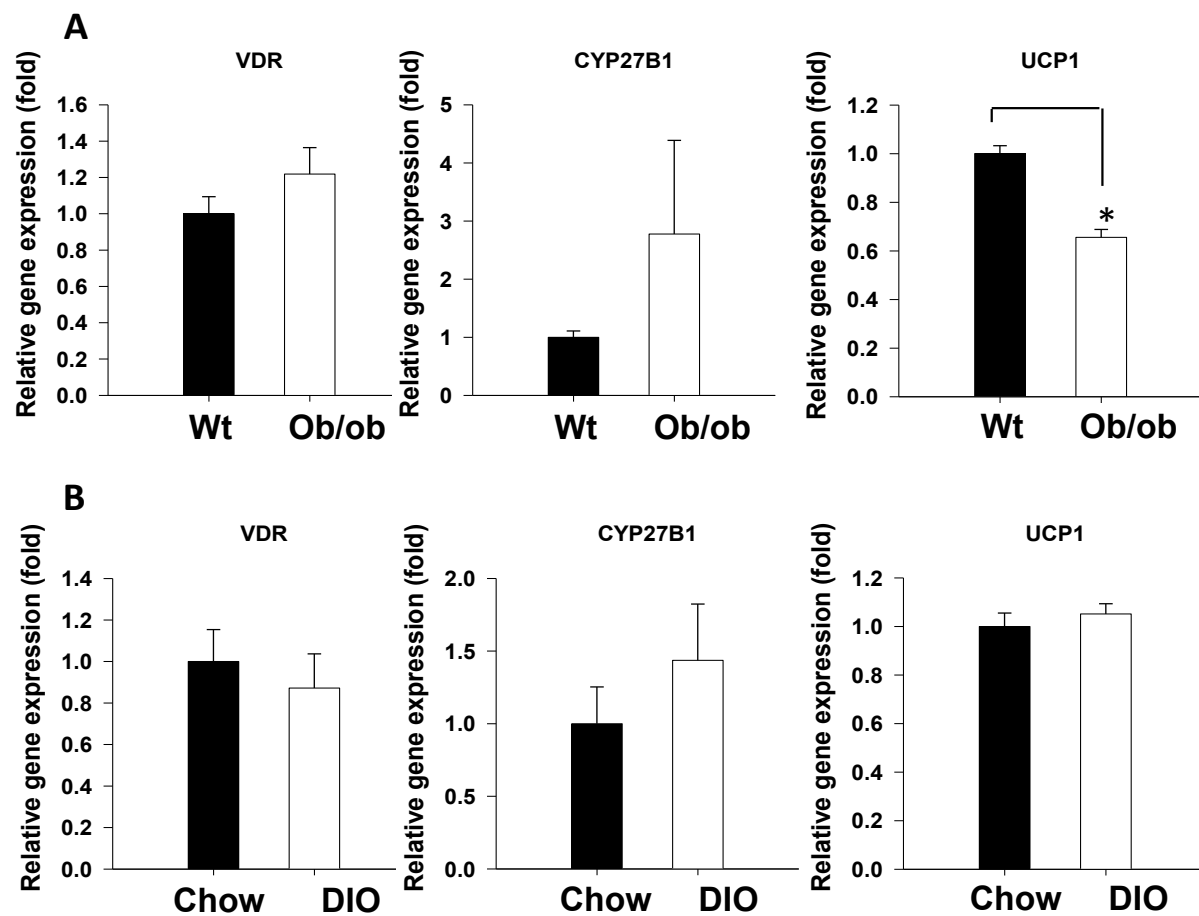 A
VDR
CYP27B1
UCP1
Relative gene expression (fold)
1.6
1.4
1.2
1.0
0.8
0.6
0.4
0.2
0.0
Wt Ob/ob
Relative gene expression (fold)
5
4
3
2
1
0
Wt Ob/ob
Relative gene expression (fold)
1.2
1.0
0.8
0.6
0.4
0.2
0.0
*
Wt Ob/ob
B
VDR
CYP27B1
UCP1
Relative gene expression (fold)
1.4
1.2
1.0
0.8
0.6
0.4
0.2
0.0
Chow DIO
Relative gene expression (fold)
2.0
1.5
1.0
0.5
0.0
Chow DIO
Relative gene expression (fold)
1.2
1.0
0.8
0.6
0.4
0.2
0.0
Chow DIO